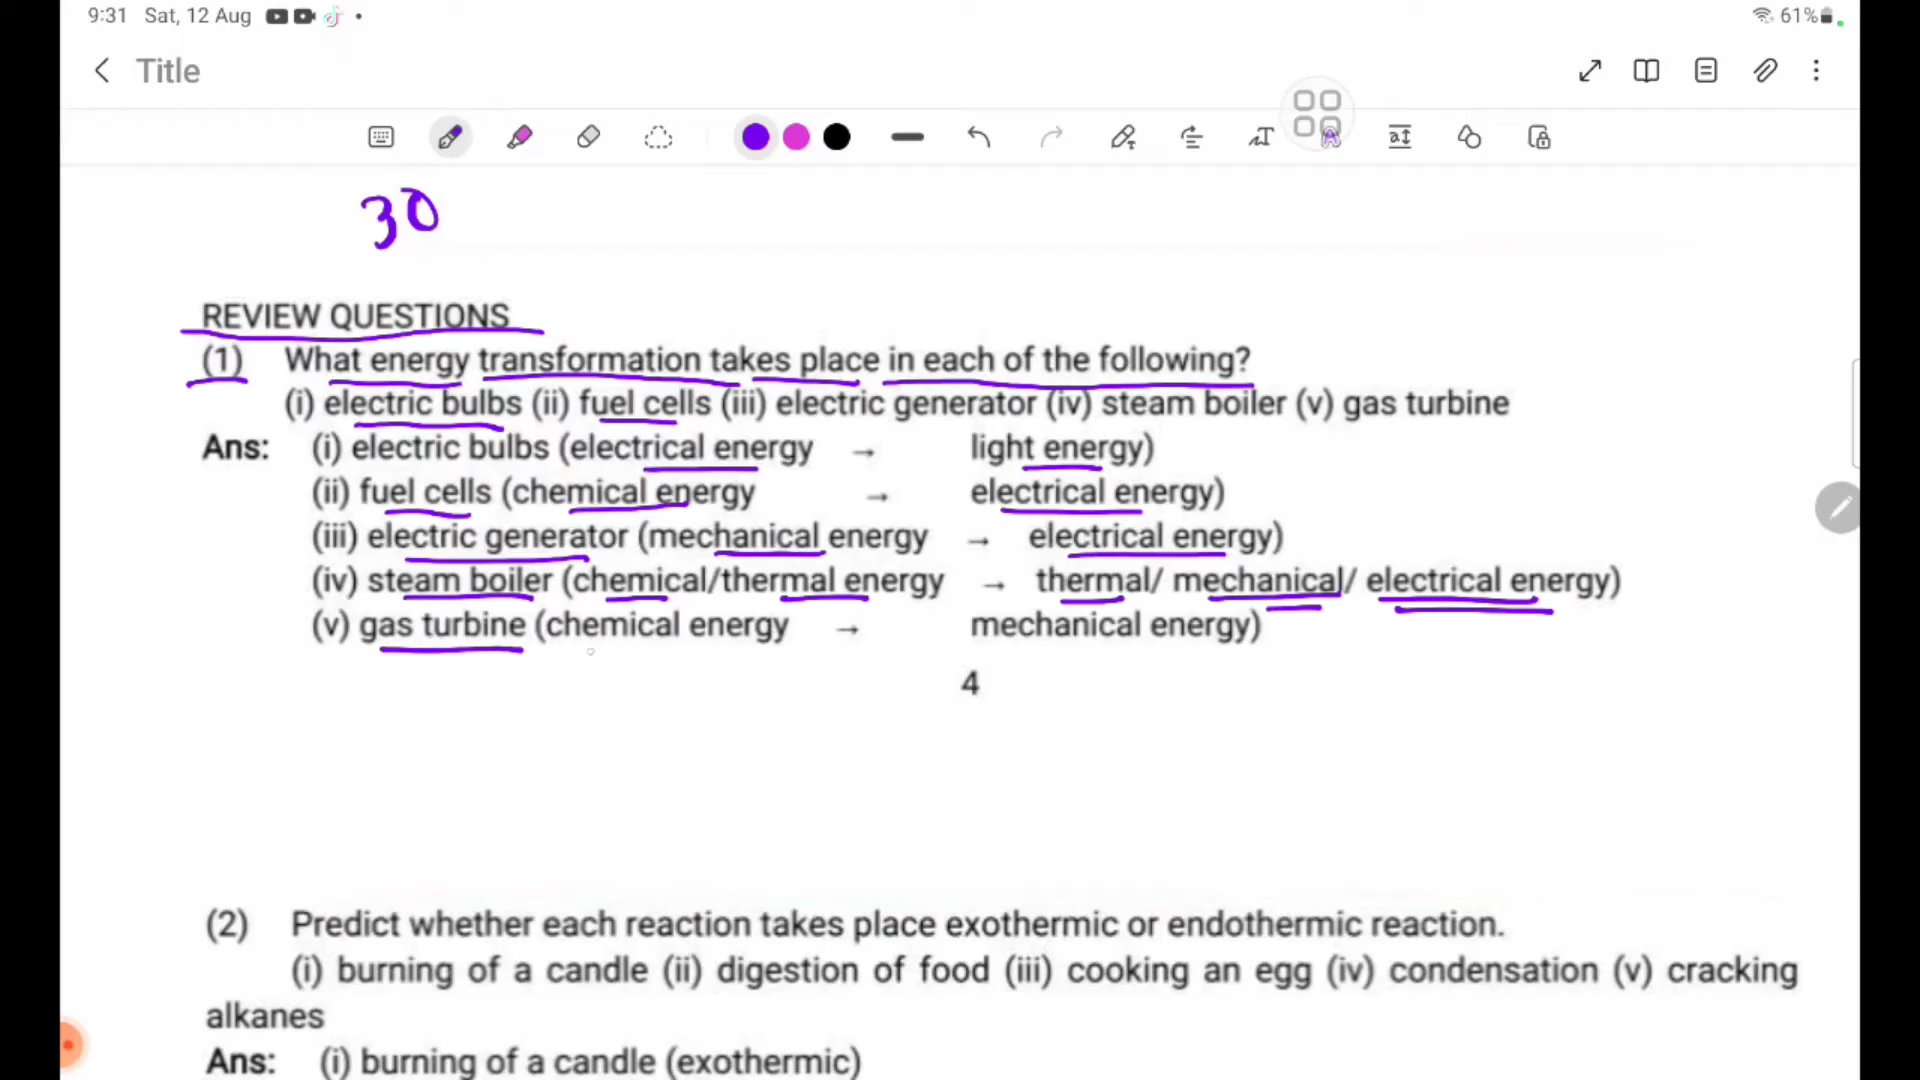 9:31 Sat, 12 Aug
61%
Title
30
REVIEW QUESTIONS
(1) What energy transformation takes place in each of the following?
(i) electric bulbs (ii) fuel cells (iii) electric generator (iv) steam boiler (v) gas turbine
Ans: (i) electric bulbs (electrical energy → light energy)
(ii) fuel cells (chemical energy → electrical energy)
(iii) electric generator (mechanical energy → electrical energy)
(iv) steam boiler (chemical/thermal energy → thermal/ mechanical/ electrical energy)
(v) gas turbine (chemical energy → mechanical energy)
4
(2) Predict whether each reaction takes place exothermic or endothermic reaction.
(i) burning of a candle (ii) digestion of food (iii) cooking an egg (iv) condensation (v) cracking
alkanes
Ans: (i) burning of a candle (exothermic)